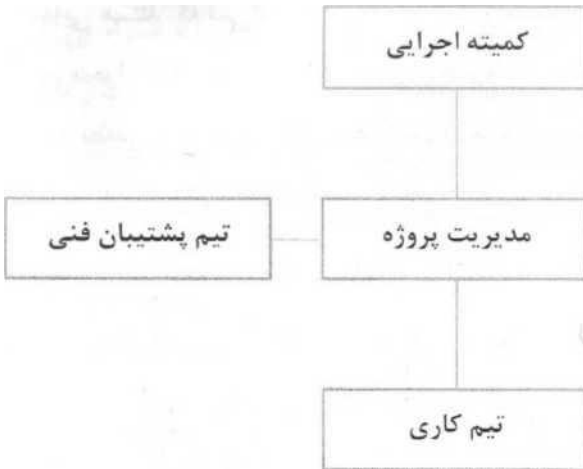 کمیته اجرایی
مدیریت پروژه
تیم پشتیبان فنی
تیم کاری